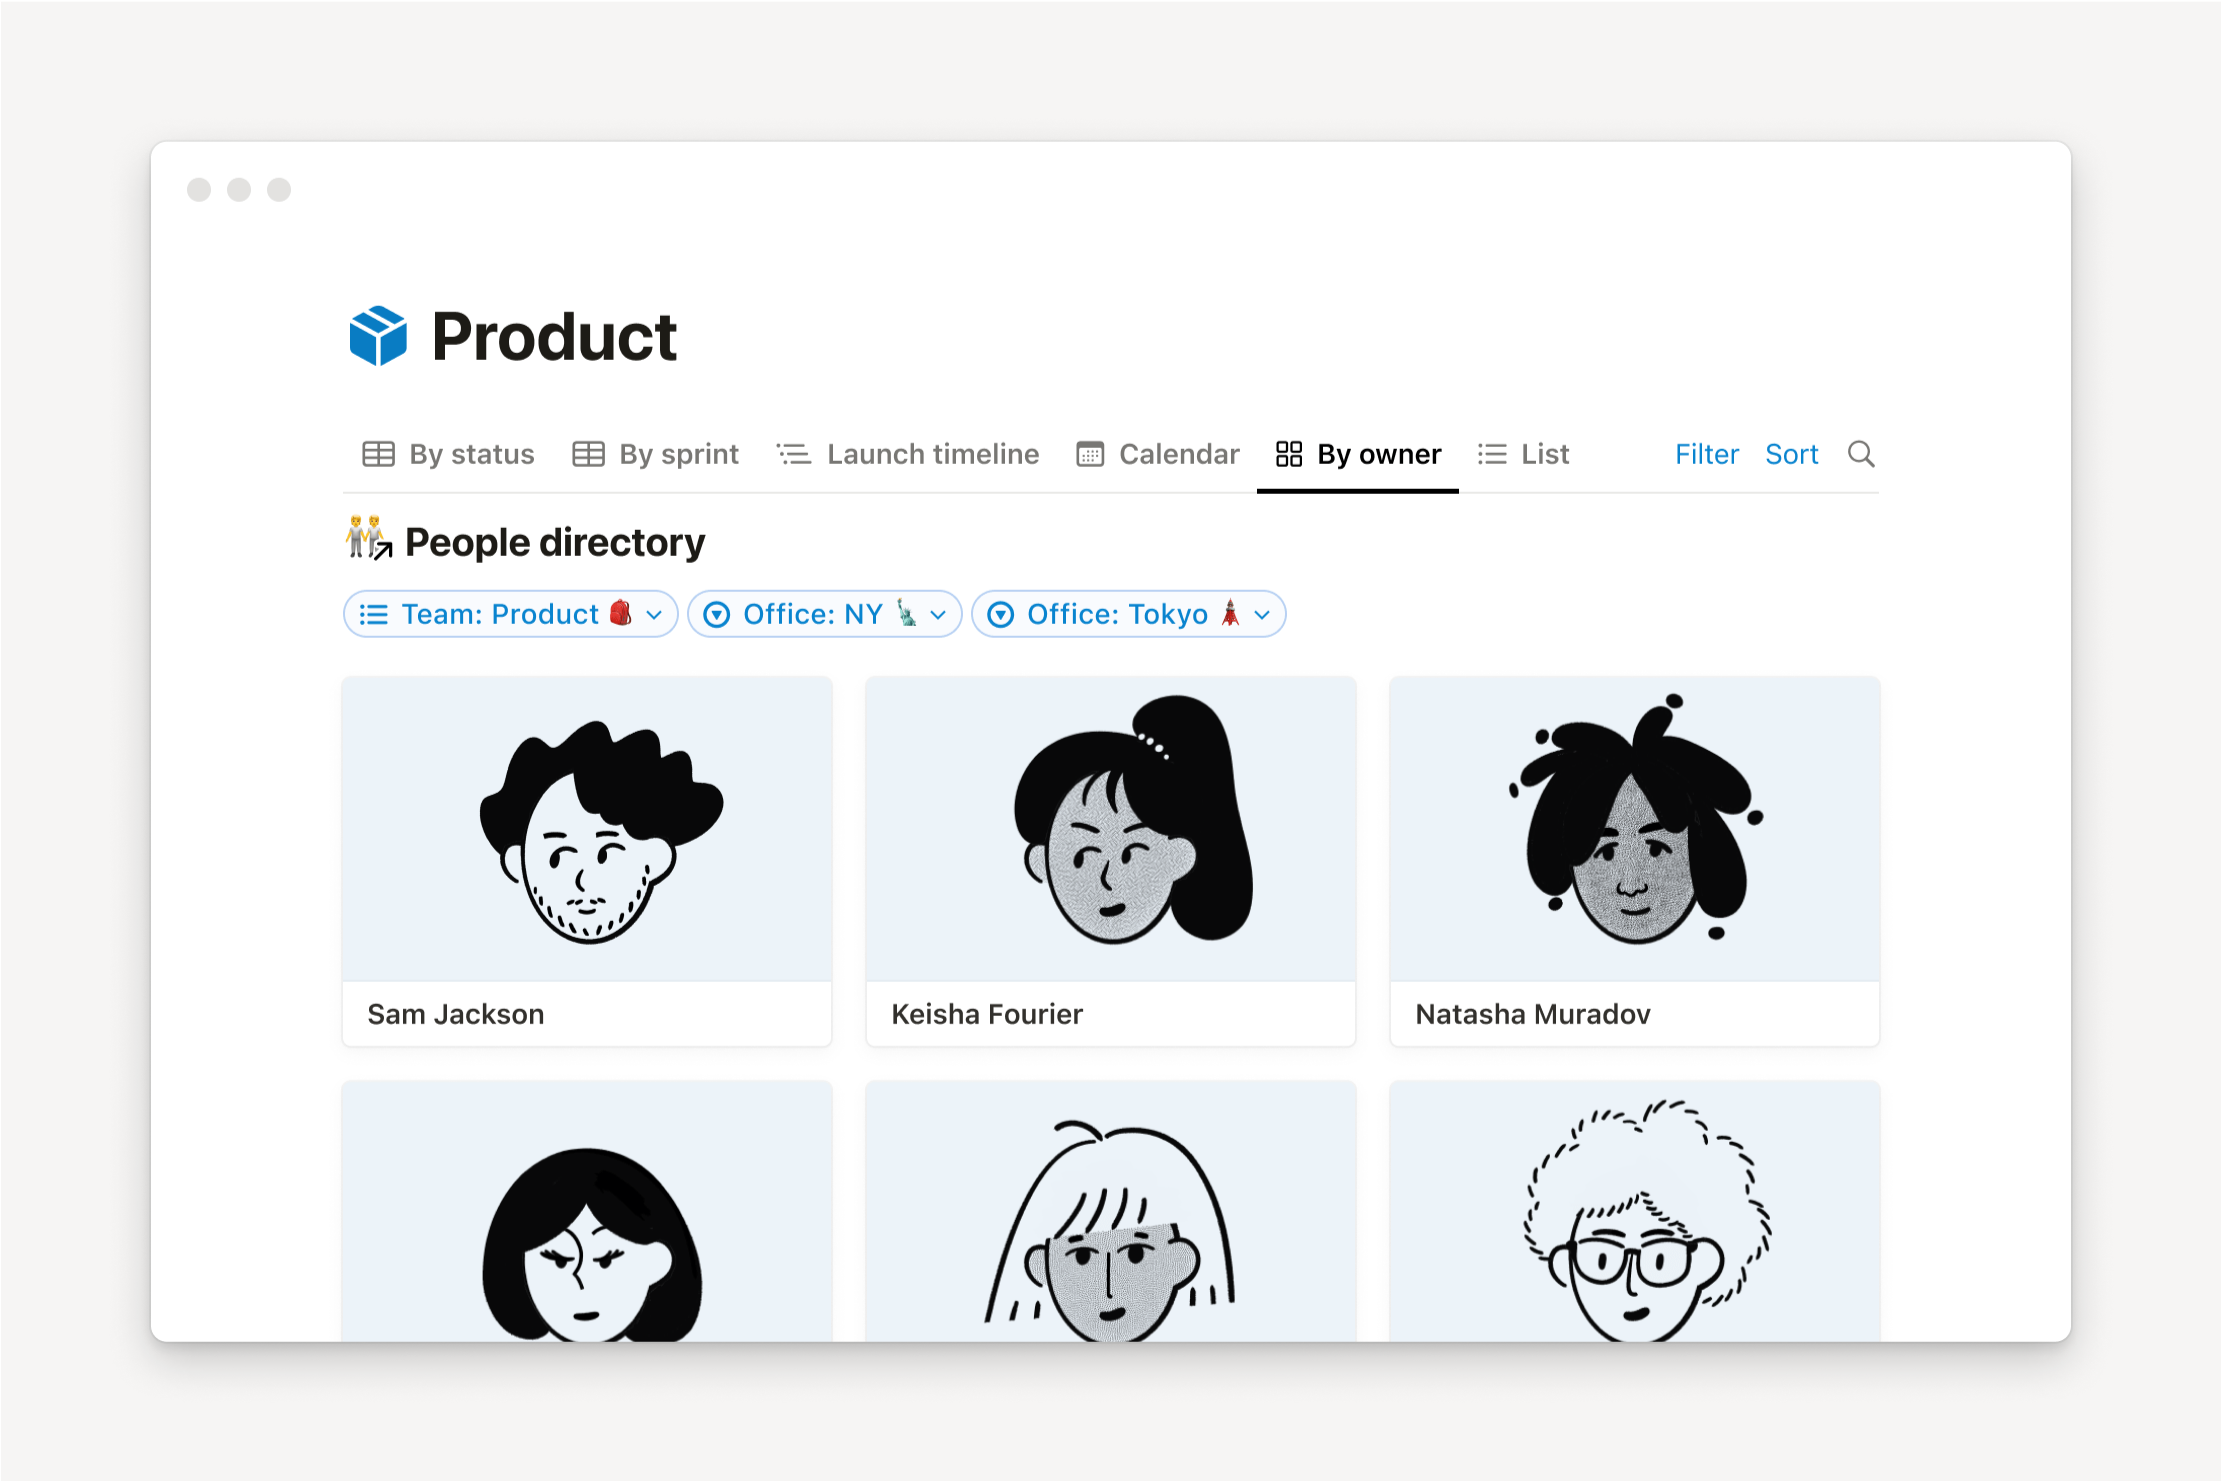 Product
By status By sprint Launch timeline Calendar By owner List Filter Sort
People directory
Team: Product Office: NY Office: Tokyo
Sam Jackson Keisha Fourier Natasha Muradov